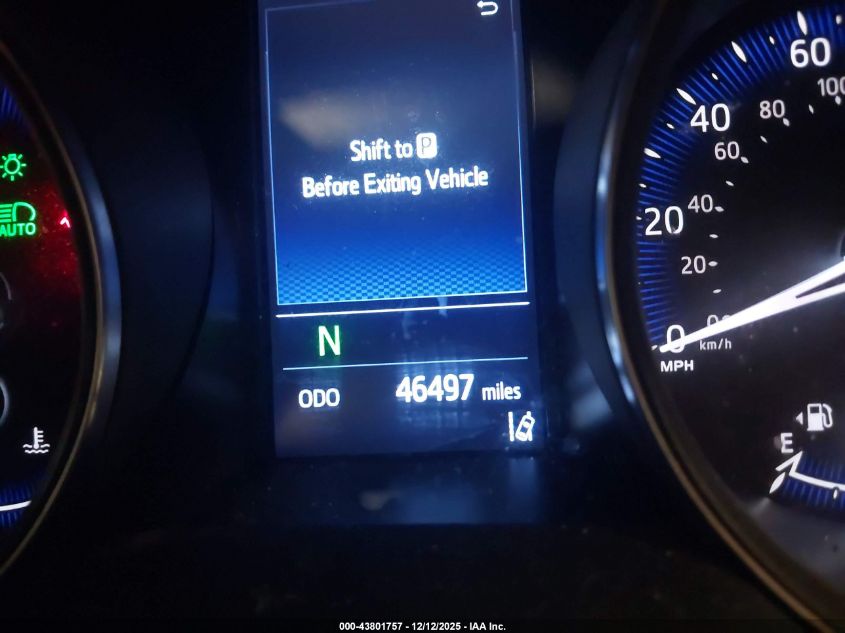 Shift to P
Before Exiting Vehicle
N
ODO 46497 miles
AUTO
60
100
40
80
60
20
40
20
0
km/h
MPH
E
000-43801757 - 12/12/2025 - IAA Inc.